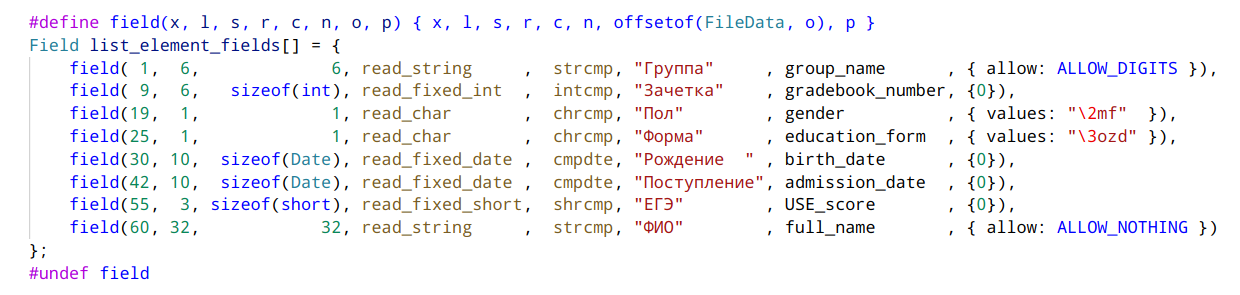 #define field(x, l, s, r, c, n, o, p) { x, l, s, r, c, n, offsetof(FileData, o), p }
Field list_element_fields[] = {
    field( 1,  6,             6, read_string     ,  strcmp, "Группа"     , group_name      , { allow: ALLOW_DIGITS }),
    field( 9,  6,   sizeof(int), read_fixed_int  ,  intcmp, "Зачетка"    , gradebook_number, {0}),
    field(19,  1,             1, read_char       ,  chrcmp, "Пол"        , gender          , { values: "\2mf"  }),
    field(25,  1,             1, read_char       ,  chrcmp, "Форма"      , education_form  , { values: "\3ozd" }),
    field(30, 10,  sizeof(Date), read_fixed_date ,  cmpdte, "Рождение  " , birth_date      , {0}),
    field(42, 10,  sizeof(Date), read_fixed_date ,  cmpdte, "Поступление", admission_date  , {0}),
    field(55,  3, sizeof(short), read_fixed_short,  shrcmp, "ЕГЭ"        , USE_score       , {0}),
    field(60, 32,            32, read_string     ,  strcmp, "ФИО"        , full_name       , { allow: ALLOW_NOTHING })
};
#undef field